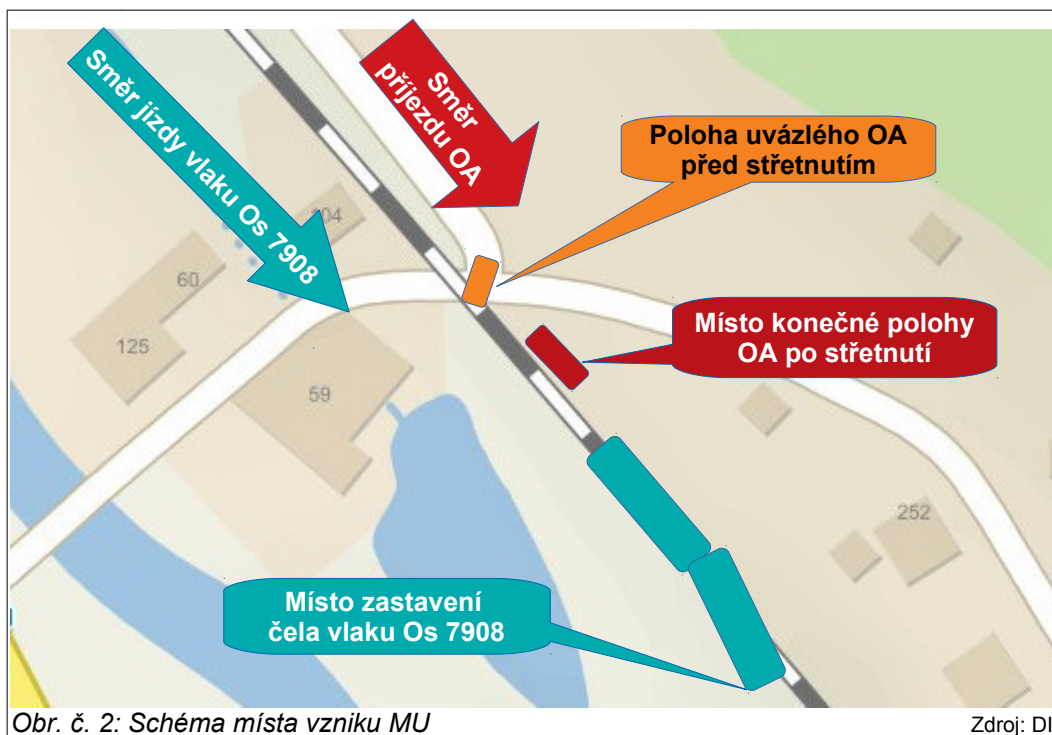 Směr jízdy vlaku Os 7908
Směr
příjezdu OA
Poloha uvázlého OA
před střetnutím
104
60
125
59
Místo konečné polohy
OA po střetnutí
252
Místo zastavení
čela vlaku Os 7908
Obr. č. 2: Schéma místa vzniku MU
Zdroj: DI